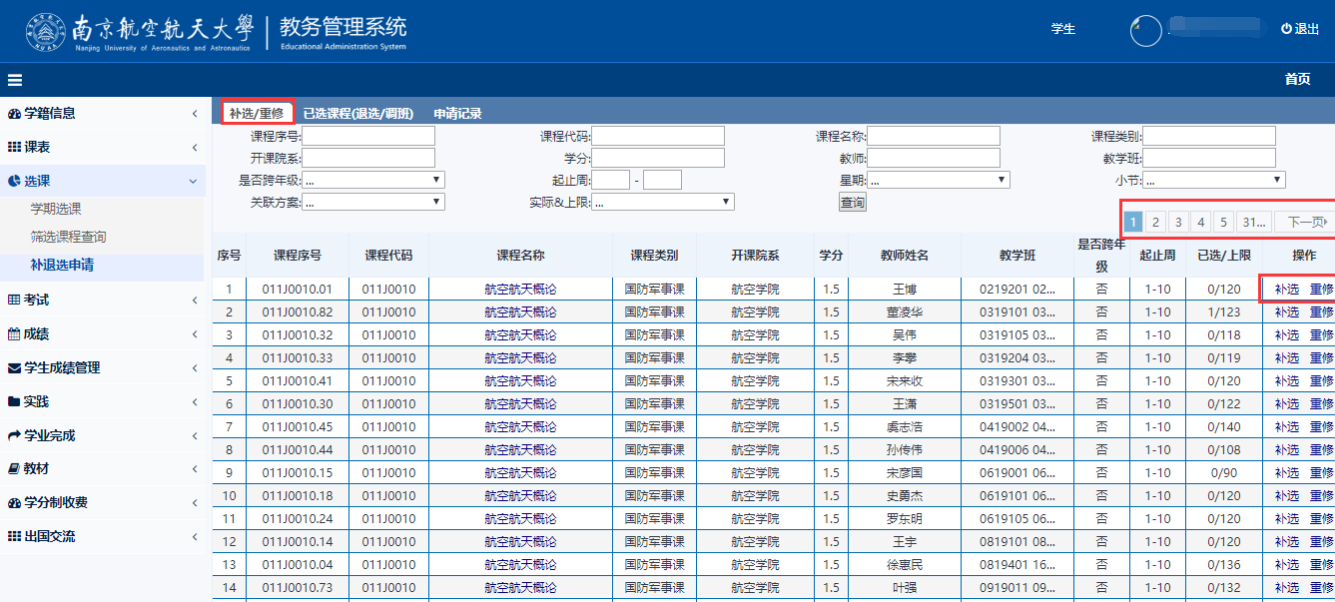 南京航空航天大學 教务管理系统
Nanjing University of Aeronautics and Astronautics Educational Administration System
学生 退出
首页
学籍信息
课表
选课
学期选课
筛选课程查询
补退选申请
考试
成绩
学生成绩管理
实践
学业完成
教材
学分制收费
出国交流
补选/重修 已选课程(退选/调班) 申请记录
课程序号: 课程代码: 课程名称: 课程类别:
开课院系: 学分: 教师: 教学班:
是否跨年级: ... 起止周: - 星期: ... 小节: ...
关联方案: ... 实际&上限: ... 查询
1 2 3 4 5 31... 下一页
序号 课程序号 课程代码 课程名称 课程类别 开课院系 学分 教师姓名 教学班 是否跨年级 起止周 已选/上限 操作
1 011J0010.01 011J0010 航空航天概论 国防军事课 航空学院 1.5 王博 0219201 02... 否 1-10 0/120 补选 重修
2 011J0010.82 011J0010 航空航天概论 国防军事课 航空学院 1.5 董凌华 0319101 03... 否 1-10 1/123 补选 重修
3 011J0010.32 011J0010 航空航天概论 国防军事课 航空学院 1.5 吴伟 0319105 03... 否 1-10 0/118 补选 重修
4 011J0010.33 011J0010 航空航天概论 国防军事课 航空学院 1.5 李攀 0319204 03... 否 1-10 0/119 补选 重修
5 011J0010.41 011J0010 航空航天概论 国防军事课 航空学院 1.5 宋来收 0319301 03... 否 1-10 0/120 补选 重修
6 011J0010.30 011J0010 航空航天概论 国防军事课 航空学院 1.5 王潇 0319501 03... 否 1-10 0/122 补选 重修
7 011J0010.45 011J0010 航空航天概论 国防军事课 航空学院 1.5 虞志浩 0419002 04... 否 1-10 0/140 补选 重修
8 011J0010.44 011J0010 航空航天概论 国防军事课 航空学院 1.5 孙传伟 0419006 04... 否 1-10 0/108 补选 重修
9 011J0010.15 011J0010 航空航天概论 国防军事课 航空学院 1.5 宋彦国 0619001 06... 否 1-10 0/90 补选 重修
10 011J0010.18 011J0010 航空航天概论 国防军事课 航空学院 1.5 史勇杰 0619101 06... 否 1-10 0/120 补选 重修
11 011J0010.24 011J0010 航空航天概论 国防军事课 航空学院 1.5 罗东明 0619105 06... 否 1-10 0/120 补选 重修
12 011J0010.14 011J0010 航空航天概论 国防军事课 航空学院 1.5 王宇 0819101 08... 否 1-10 0/120 补选 重修
13 011J0010.04 011J0010 航空航天概论 国防军事课 航空学院 1.5 徐惠民 0819401 16... 否 1-10 0/136 补选 重修
14 011J0010.73 011J0010 航空航天概论 国防军事课 航空学院 1.5 叶强 0919011 09... 否 1-10 0/132 补选 重修